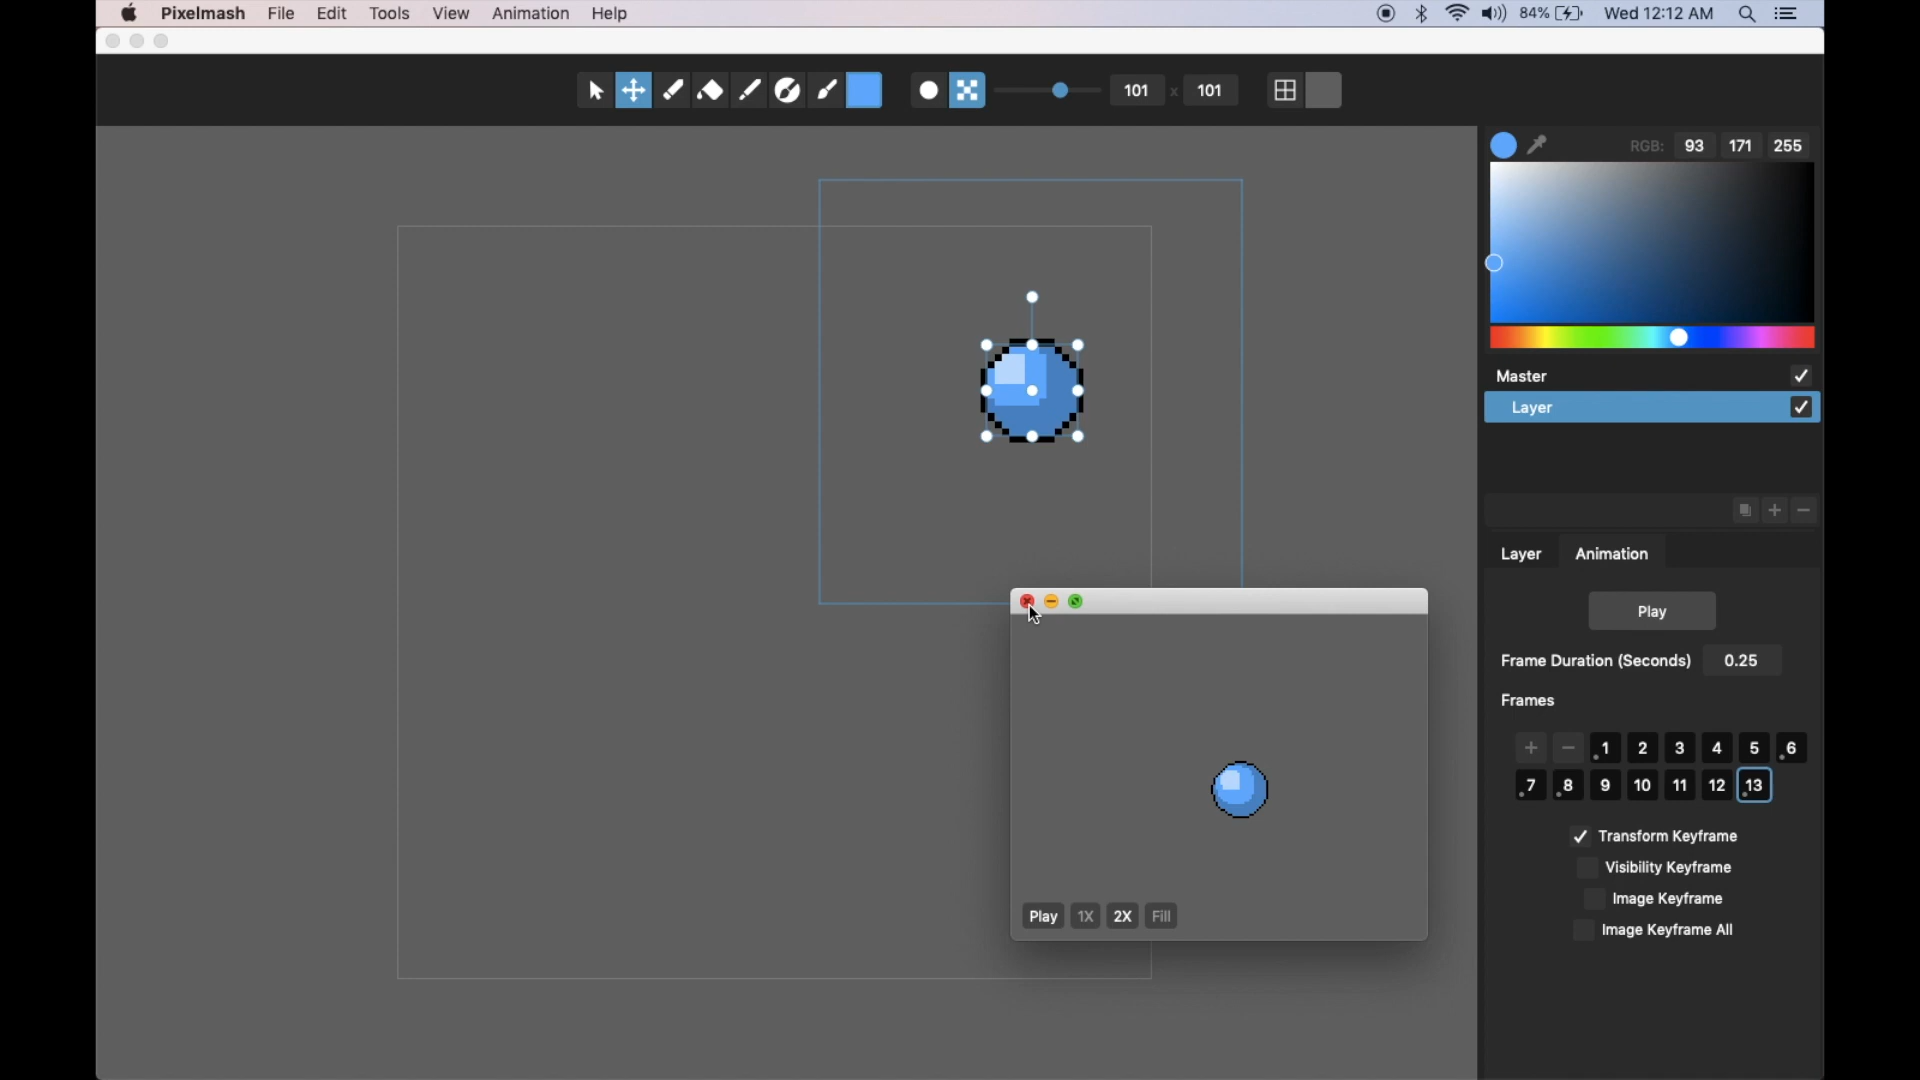 Pixelmash File Edit Tools View Animation Help 84% Wed 12:12 AM
101 x 101
RGB: 93 171 255
Master
Layer
Layer Animation
Play
Frame Duration (Seconds) 0.25
Frames
+ − 1 2 3 4 5 6
7 8 9 10 11 12 13
Transform Keyframe
Visibility Keyframe
Image Keyframe
Image Keyframe All
Play 1X 2X Fill